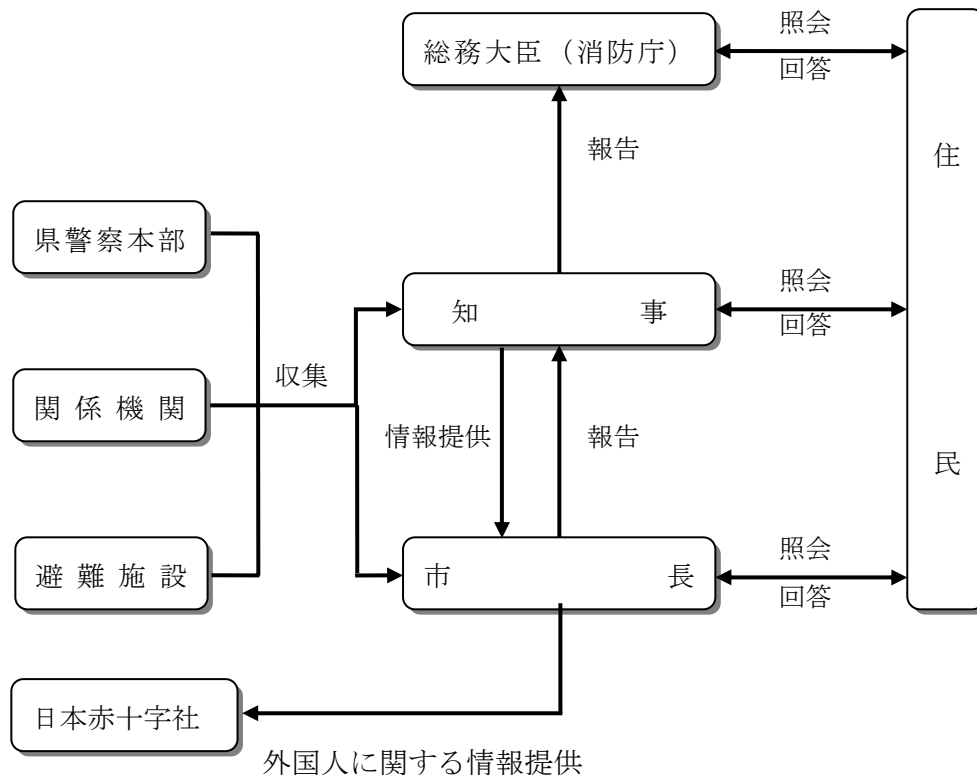 総務大臣（消防庁）
照会
回答
住民
報告
県警察本部
知事
照会
回答
関係機関
収集
情報提供
報告
避難施設
市長
照会
回答
日本赤十字社
外国人に関する情報提供